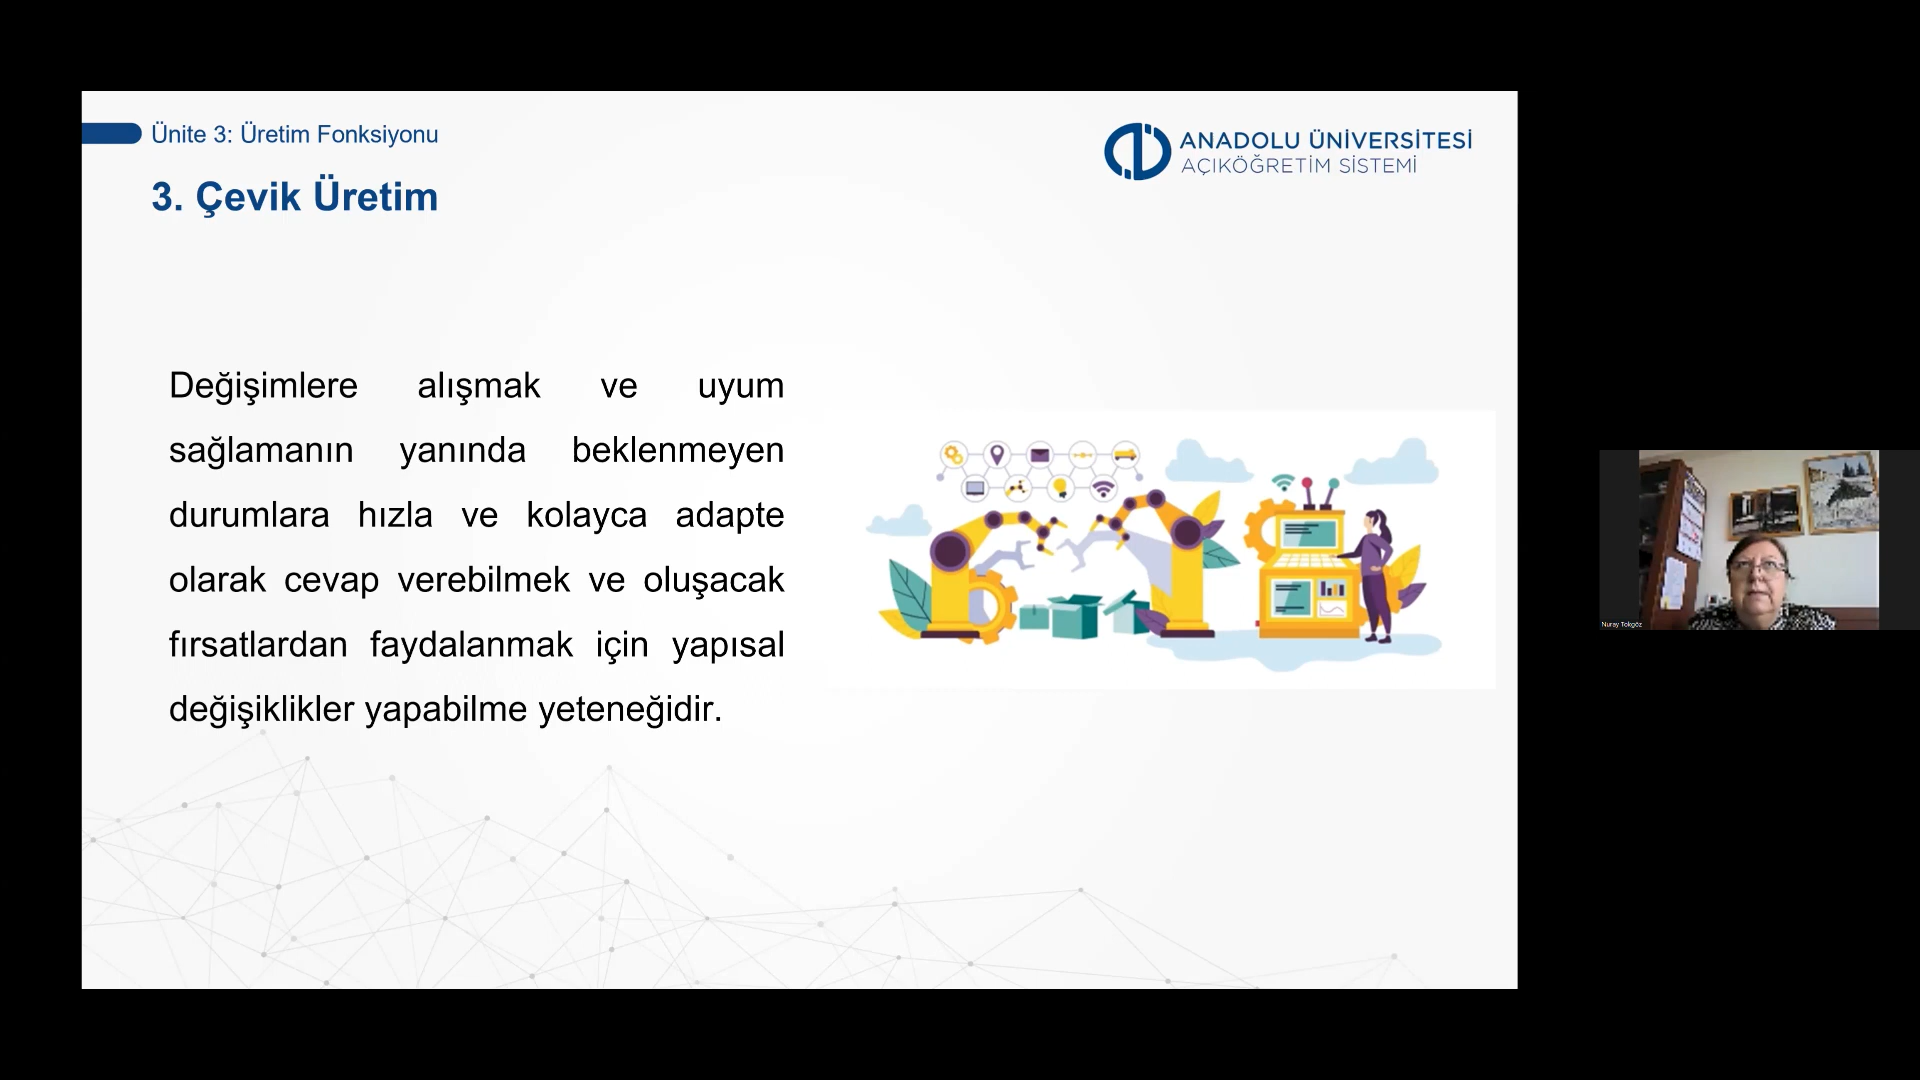 Ünite 3: Üretim Fonksiyonu
3. Çevik Üretim
ANADOLU ÜNİVERSİTESİ
AÇIKÖĞRETİM SİSTEMİ
Değişimlere alışmak ve uyum
sağlamanın yanında beklenmeyen
durumlara hızla ve kolayca adapte
olarak cevap verebilmek ve oluşacak
fırsatlardan faydalanmak için yapısal
değişiklikler yapabilme yeteneğidir.
Nuray Tokgöz